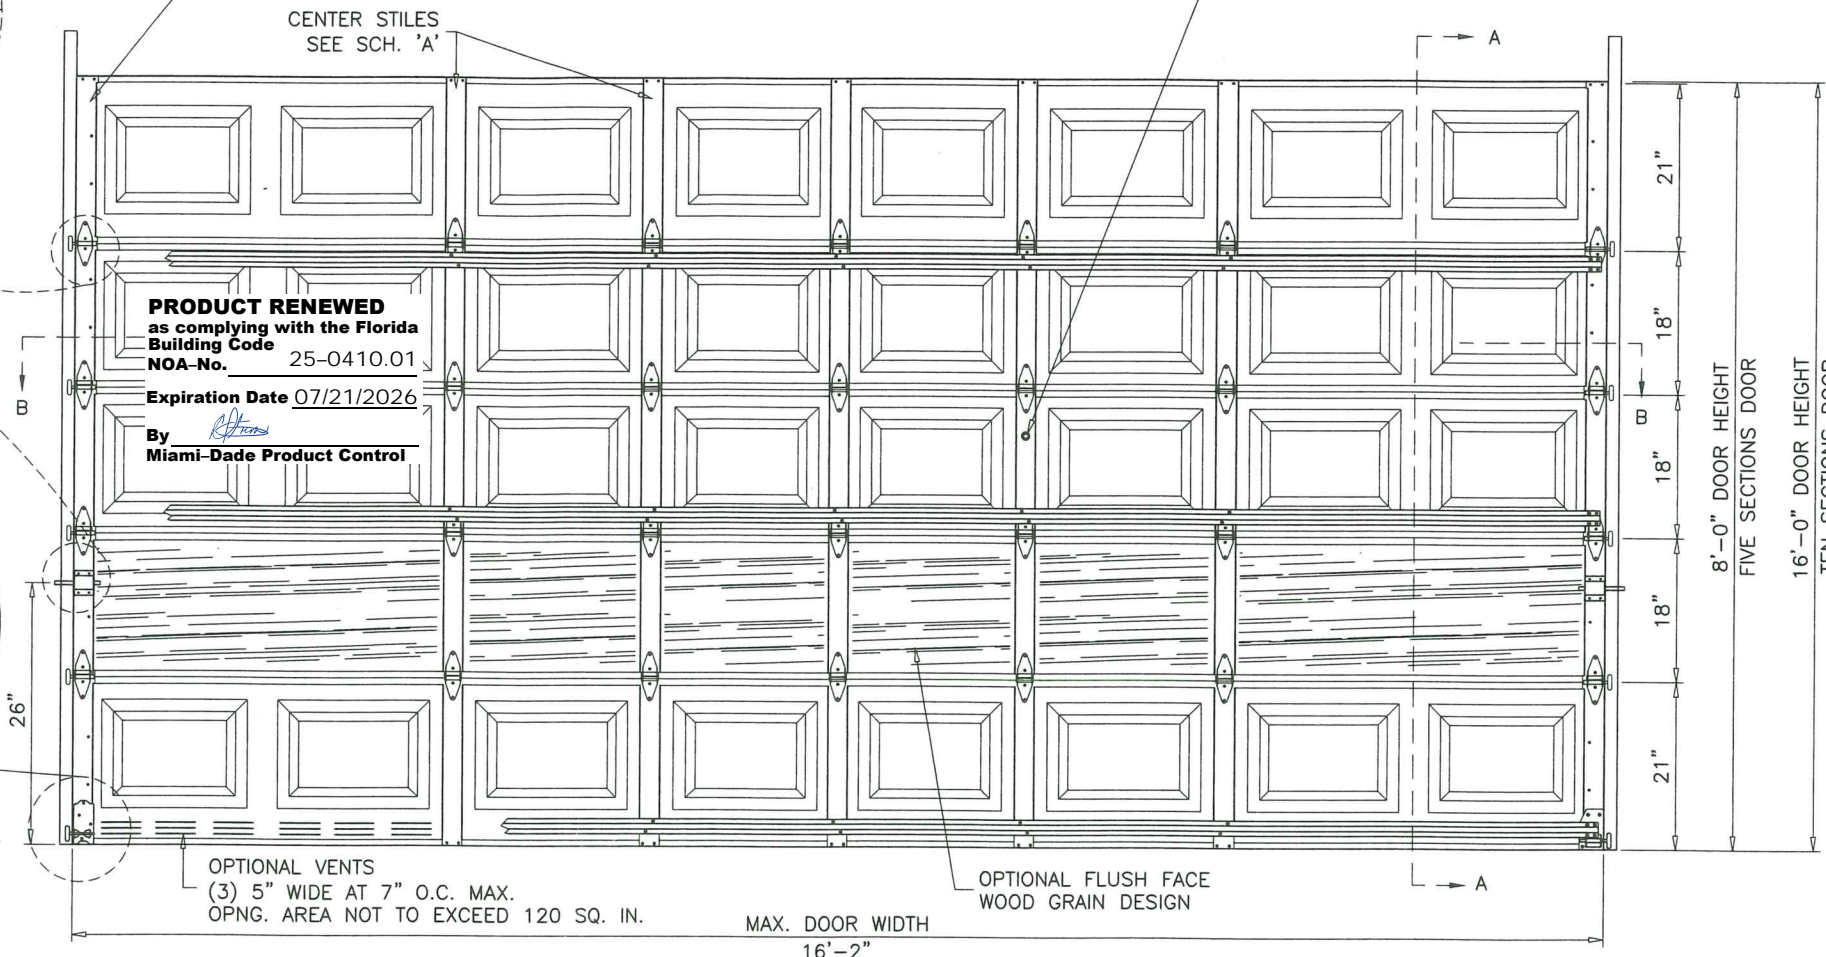 CENTER STILES
SEE SCH. 'A'
A
21"
18"
18"
18"
21"
8'-0" DOOR HEIGHT
FIVE SECTIONS DOOR
16'-0" DOOR HEIGHT
TEN SECTIONS DOOR
PRODUCT RENEWED
as complying with the Florida
Building Code
NOA-No. 25-0410.01
Expiration Date 07/21/2026
By
Miami-Dade Product Control
B
B
26"
OPTIONAL VENTS
(3) 5" WIDE AT 7" O.C. MAX.
OPNG. AREA NOT TO EXCEED 120 SQ. IN.
OPTIONAL FLUSH FACE
WOOD GRAIN DESIGN
A
MAX. DOOR WIDTH
16'-2"